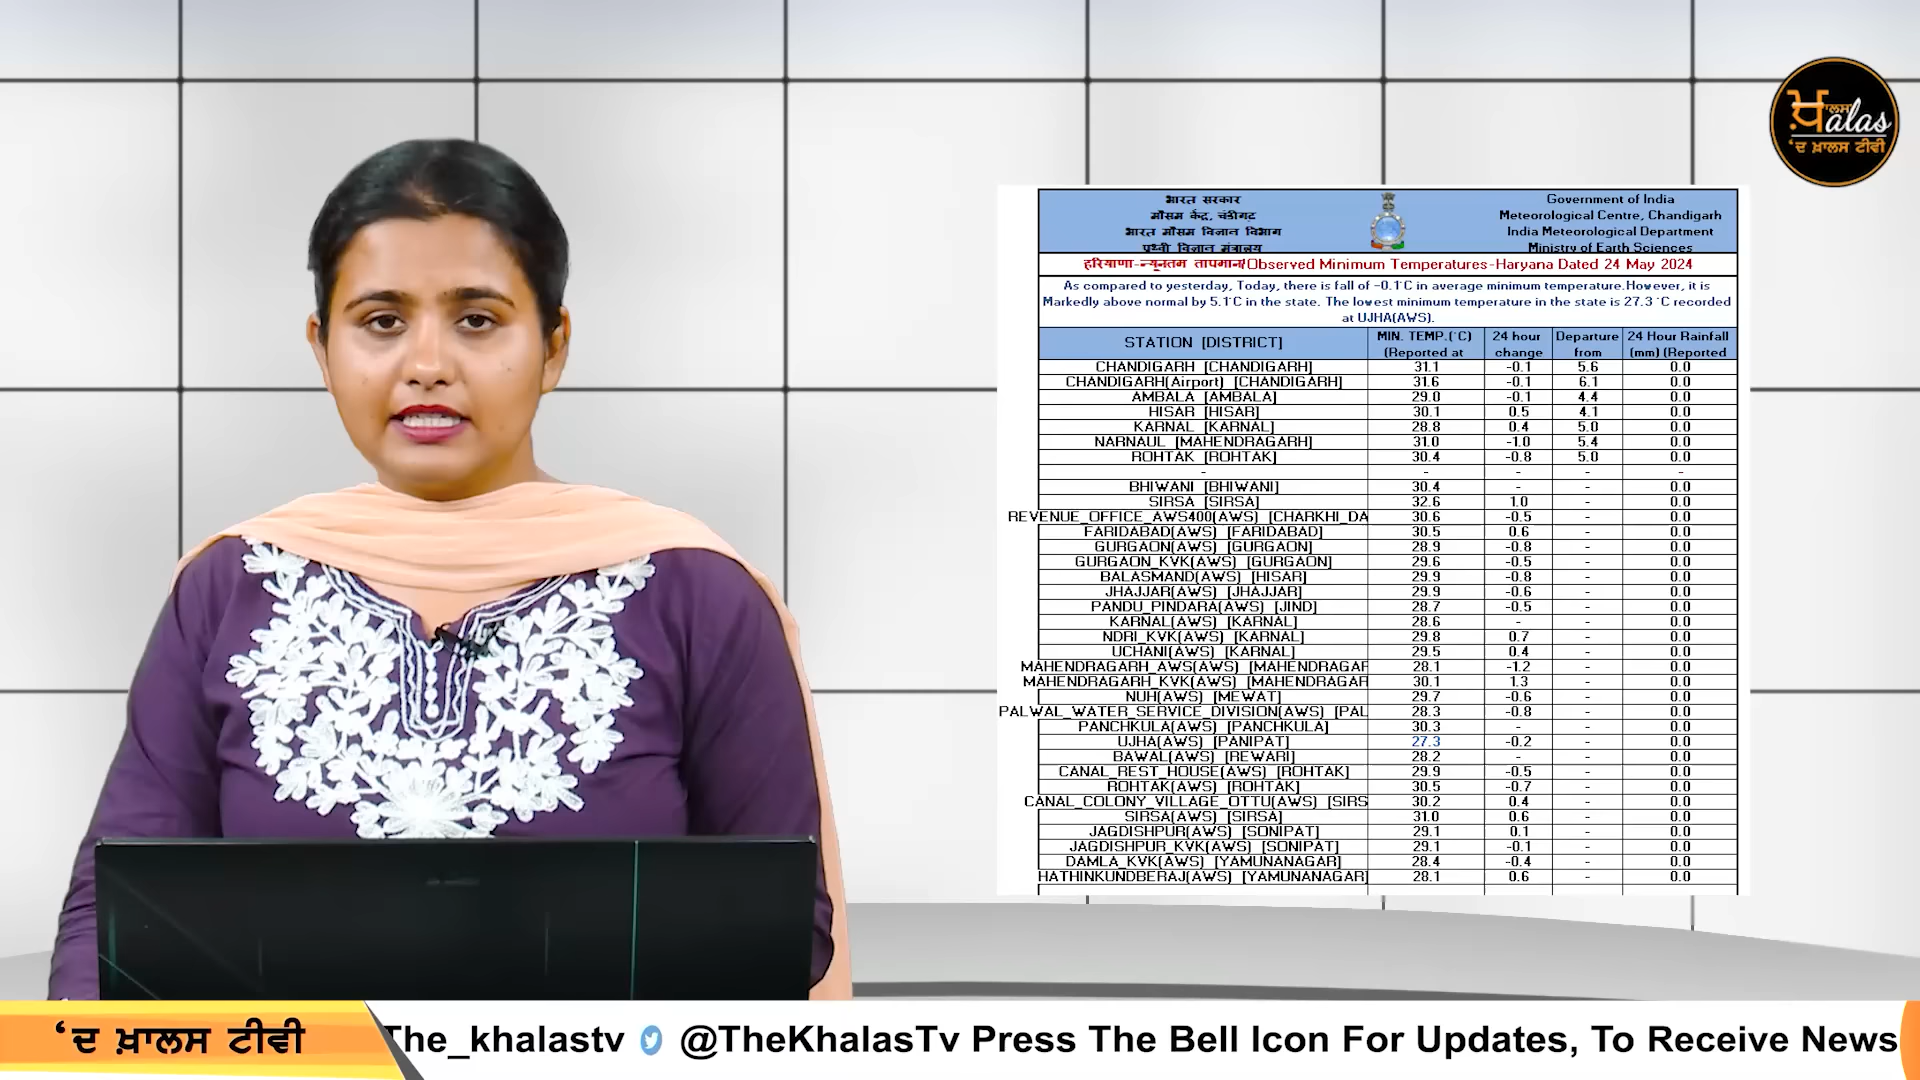 ਖ਼ਾਲਸ
alas
‘ਦ ਖ਼ਾਲਸ ਟੀਵੀ
भारत सरकार
मौसम केंद्र, चंडीगढ़
भारत मौसम विज्ञान विभाग
पृथ्वी विज्ञान मंत्रालय
Government of India
Meteorological Centre, Chandigarh
India Meteorological Department
Ministry of Earth Sciences
हरियाणा-न्यूनतम तापमान/Observed Minimum Temperatures-Haryana Dated 24 May 2024
As compared to yesterday, Today, there is fall of -0.1°C in average minimum temperature.However, it is
Markedly above normal by 5.1°C in the state. The lowest minimum temperature in the state is 27.3 °C recorded
at UJHA(AWS).
STATION [DISTRICT] MIN. TEMP.(°C) (Reported at 24 hour change Departure from 24 Hour Rainfall (mm) (Reported
CHANDIGARH [CHANDIGARH] 31.1 -0.1 5.6 0.0
CHANDIGARH(Airport) [CHANDIGARH] 31.6 -0.1 6.1 0.0
AMBALA [AMBALA] 29.0 -0.1 4.4 0.0
HISAR [HISAR] 30.1 0.5 4.1 0.0
KARNAL [KARNAL] 28.8 0.4 5.0 0.0
NARNAUL [MAHENDRAGARH] 31.0 -1.0 5.4 0.0
ROHTAK [ROHTAK] 30.4 -0.8 5.0 0.0
- - - - -
BHIWANI [BHIWANI] 30.4 - - 0.0
SIRSA [SIRSA] 32.6 1.0 - 0.0
REVENUE_OFFICE_AWS400(AWS) [CHARKHI_DA 30.6 -0.5 - 0.0
FARIDABAD(AWS) [FARIDABAD] 30.5 0.6 - 0.0
GURGAON(AWS) [GURGAON] 28.9 -0.8 - 0.0
GURGAON_KVK(AWS) [GURGAON] 29.6 -0.5 - 0.0
BALASMAND(AWS) [HISAR] 29.9 -0.8 - 0.0
JHAJJAR(AWS) [JHAJJAR] 29.9 -0.6 - 0.0
PANDU_PINDARA(AWS) [JIND] 28.7 -0.5 - 0.0
KARNAL(AWS) [KARNAL] 28.6 - - 0.0
NDRI_KVK(AWS) [KARNAL] 29.8 0.7 - 0.0
UCHANI(AWS) [KARNAL] 29.5 0.4 - 0.0
MAHENDRAGARH_AWS(AWS) [MAHENDRAGAR 28.1 -1.2 - 0.0
MAHENDRAGARH_KVK(AWS) [MAHENDRAGAR 30.1 1.3 - 0.0
NUH(AWS) [MEWAT] 29.7 -0.6 - 0.0
PALWAL_WATER_SERVICE_DIVISION(AWS) [PAL 28.3 -0.8 - 0.0
PANCHKULA(AWS) [PANCHKULA] 30.3 - - 0.0
UJHA(AWS) [PANIPAT] 27.3 -0.2 - 0.0
BAWAL(AWS) [REWARI] 28.2 - - 0.0
CANAL_REST_HOUSE(AWS) [ROHTAK] 29.9 -0.5 - 0.0
ROHTAK(AWS) [ROHTAK] 30.5 -0.7 - 0.0
CANAL_COLONY_VILLAGE_OTTU(AWS) [SIRS 30.2 0.4 - 0.0
SIRSA(AWS) [SIRSA] 31.0 0.6 - 0.0
JAGDISHPUR(AWS) [SONIPAT] 29.1 0.1 - 0.0
JAGDISHPUR_KVK(AWS) [SONIPAT] 29.1 -0.1 - 0.0
DAMLA_KVK(AWS) [YAMUNANAGAR] 28.4 -0.4 - 0.0
HATHINKUNDBERAJ(AWS) [YAMUNANAGAR] 28.1 0.6 - 0.0
‘ਦ ਖ਼ਾਲਸ ਟੀਵੀ
The_khalastv @TheKhalasTv Press The Bell Icon For Updates, To Receive News